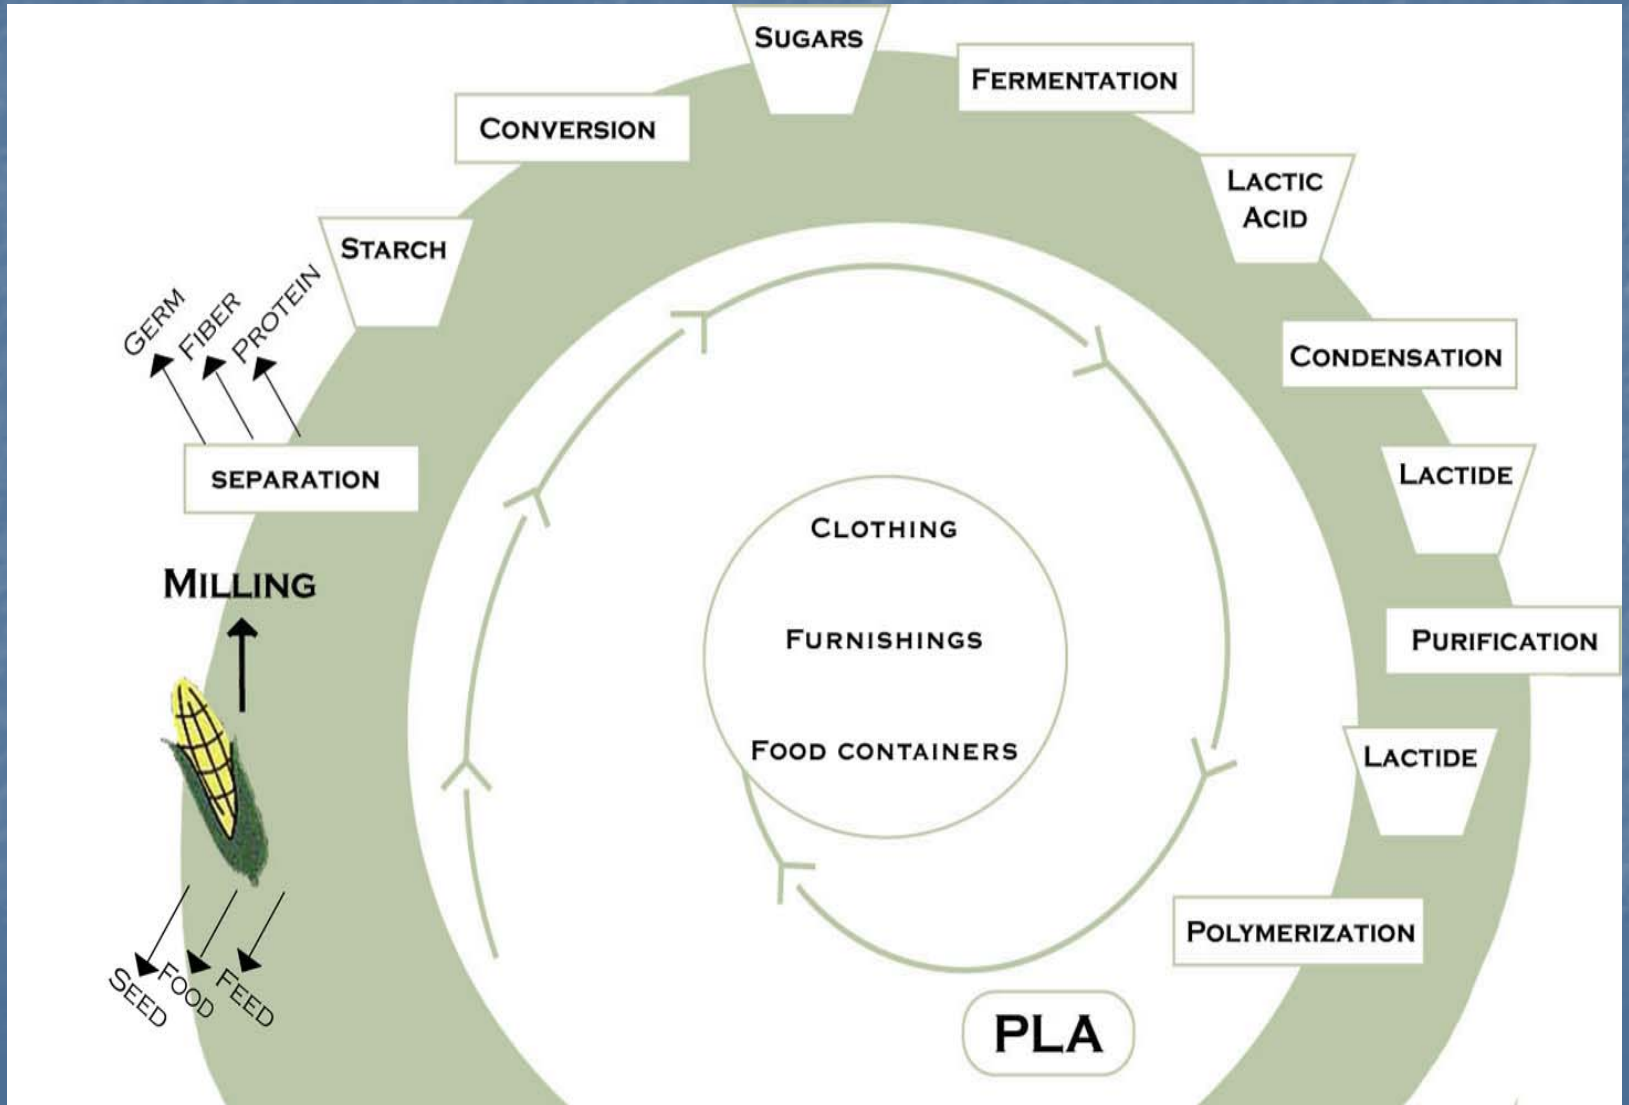 SUGARS
FERMENTATION
CONVERSION
LACTIC
ACID
STARCH
GERM
FIBER
PROTEIN
CONDENSATION
SEPARATION
LACTIDE
CLOTHING
MILLING
FURNISHINGS
PURIFICATION
FOOD CONTAINERS
LACTIDE
POLYMERIZATION
SEED
FOOD
FEED
PLA